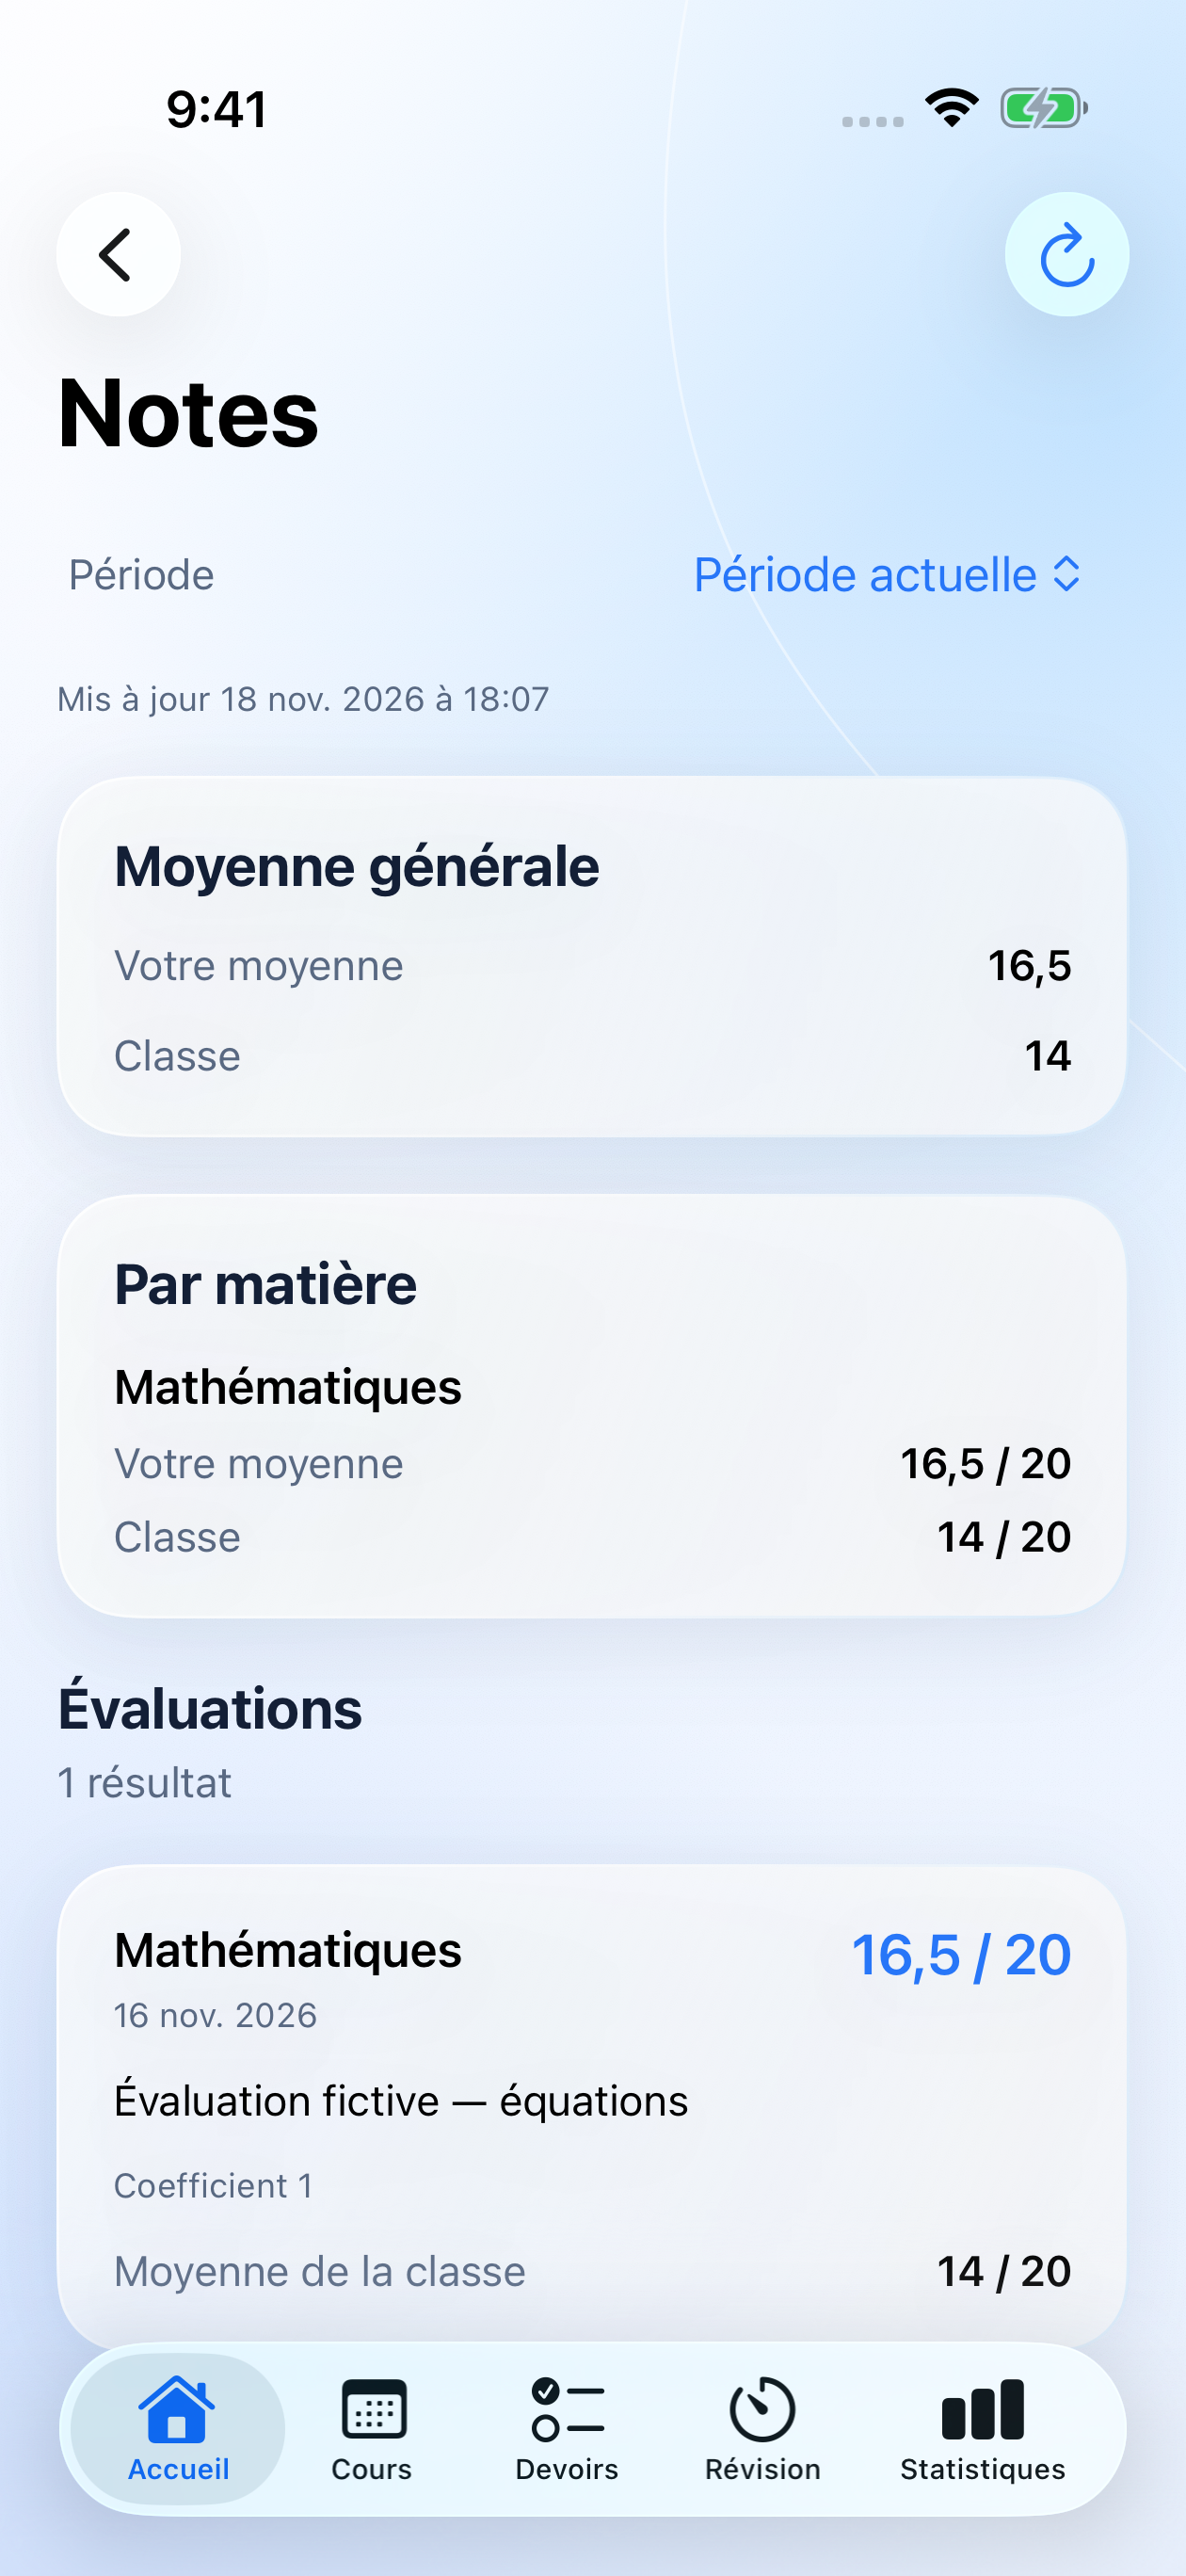 9:41
Notes
Période Période actuelle
Mis à jour 18 nov. 2026 à 18:07
Moyenne générale
Votre moyenne 16,5
Classe 14
Par matière
Mathématiques
Votre moyenne 16,5 / 20
Classe 14 / 20
Évaluations
1 résultat
Mathématiques 16,5 / 20
16 nov. 2026
Évaluation fictive — équations
Coefficient 1
Moyenne de la classe 14 / 20
Accueil Cours Devoirs Révision Statistiques